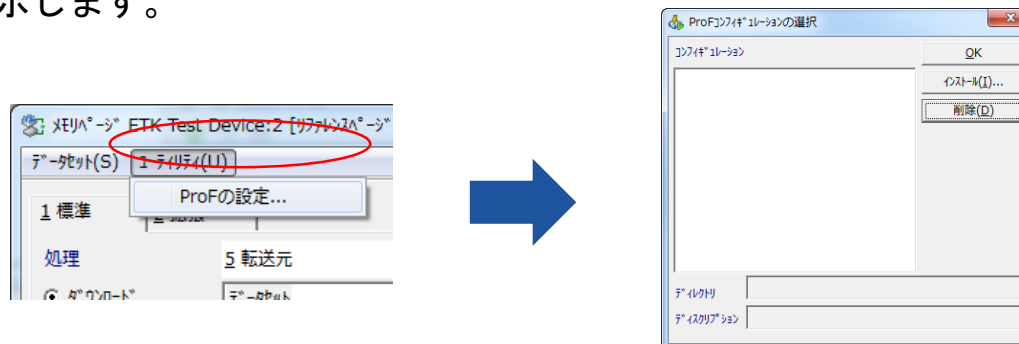 示します。
ﾒﾓﾘﾍﾟｰｼﾞ ETK Test Device:2 [ﾘﾌｧﾚﾝｽﾍﾟｰｼﾞ
ﾃﾞｰﾀｾｯﾄ(S) ﾕｰﾃｨﾘﾃｨ(U)
ProFの設定...
1 標準
処理
5 転送元
ﾀﾞｳﾝﾛｰﾄﾞ
ﾃﾞｰﾀｾｯﾄ
ProFｺﾝﾌｨｷﾞｭﾚｰｼｮﾝの選択
ｺﾝﾌｨｷﾞｭﾚｰｼｮﾝ
OK
ｲﾝｽﾄｰﾙ(I)...
削除(D)
ﾃﾞｨﾚｸﾄﾘ
ﾃﾞｨｽｸﾘﾌﾟｼｮﾝ